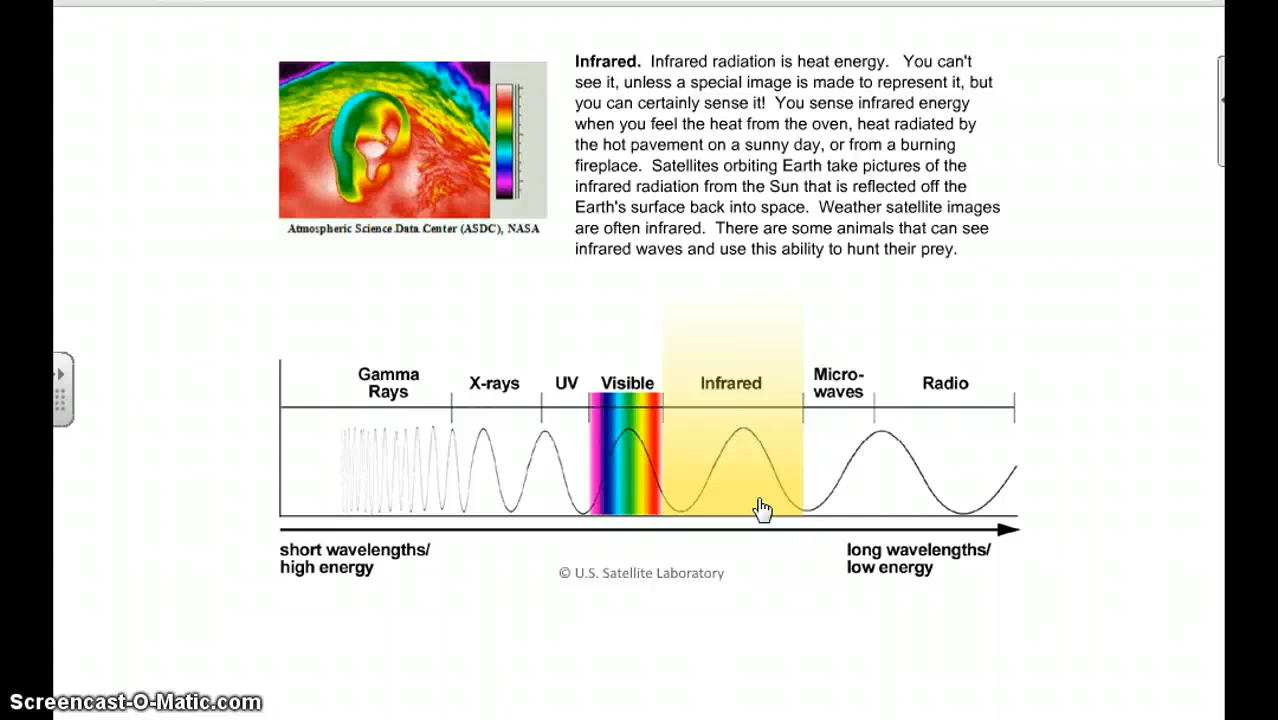 Infrared.  Infrared radiation is heat energy.   You can't
see it, unless a special image is made to represent it, but
you can certainly sense it!  You sense infrared energy
when you feel the heat from the oven, heat radiated by
the hot pavement on a sunny day, or from a burning
fireplace.  Satellites orbiting Earth take pictures of the
infrared radiation from the Sun that is reflected off the
Earth's surface back into space.  Weather satellite images
are often infrared.  There are some animals that can see
infrared waves and use this ability to hunt their prey.
Atmospheric Science Data Center (ASDC), NASA
Gamma
Rays
X-rays
UV
Visible
Infrared
Micro-
waves
Radio
short wavelengths/
high energy
long wavelengths/
low energy
© U.S. Satellite Laboratory
Screencast-O-Matic.com